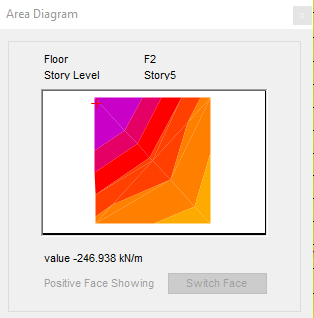 Area Diagram
x
Floor F2
Story Level Story5
value -246.938 kN/m
Positive Face Showing Switch Face